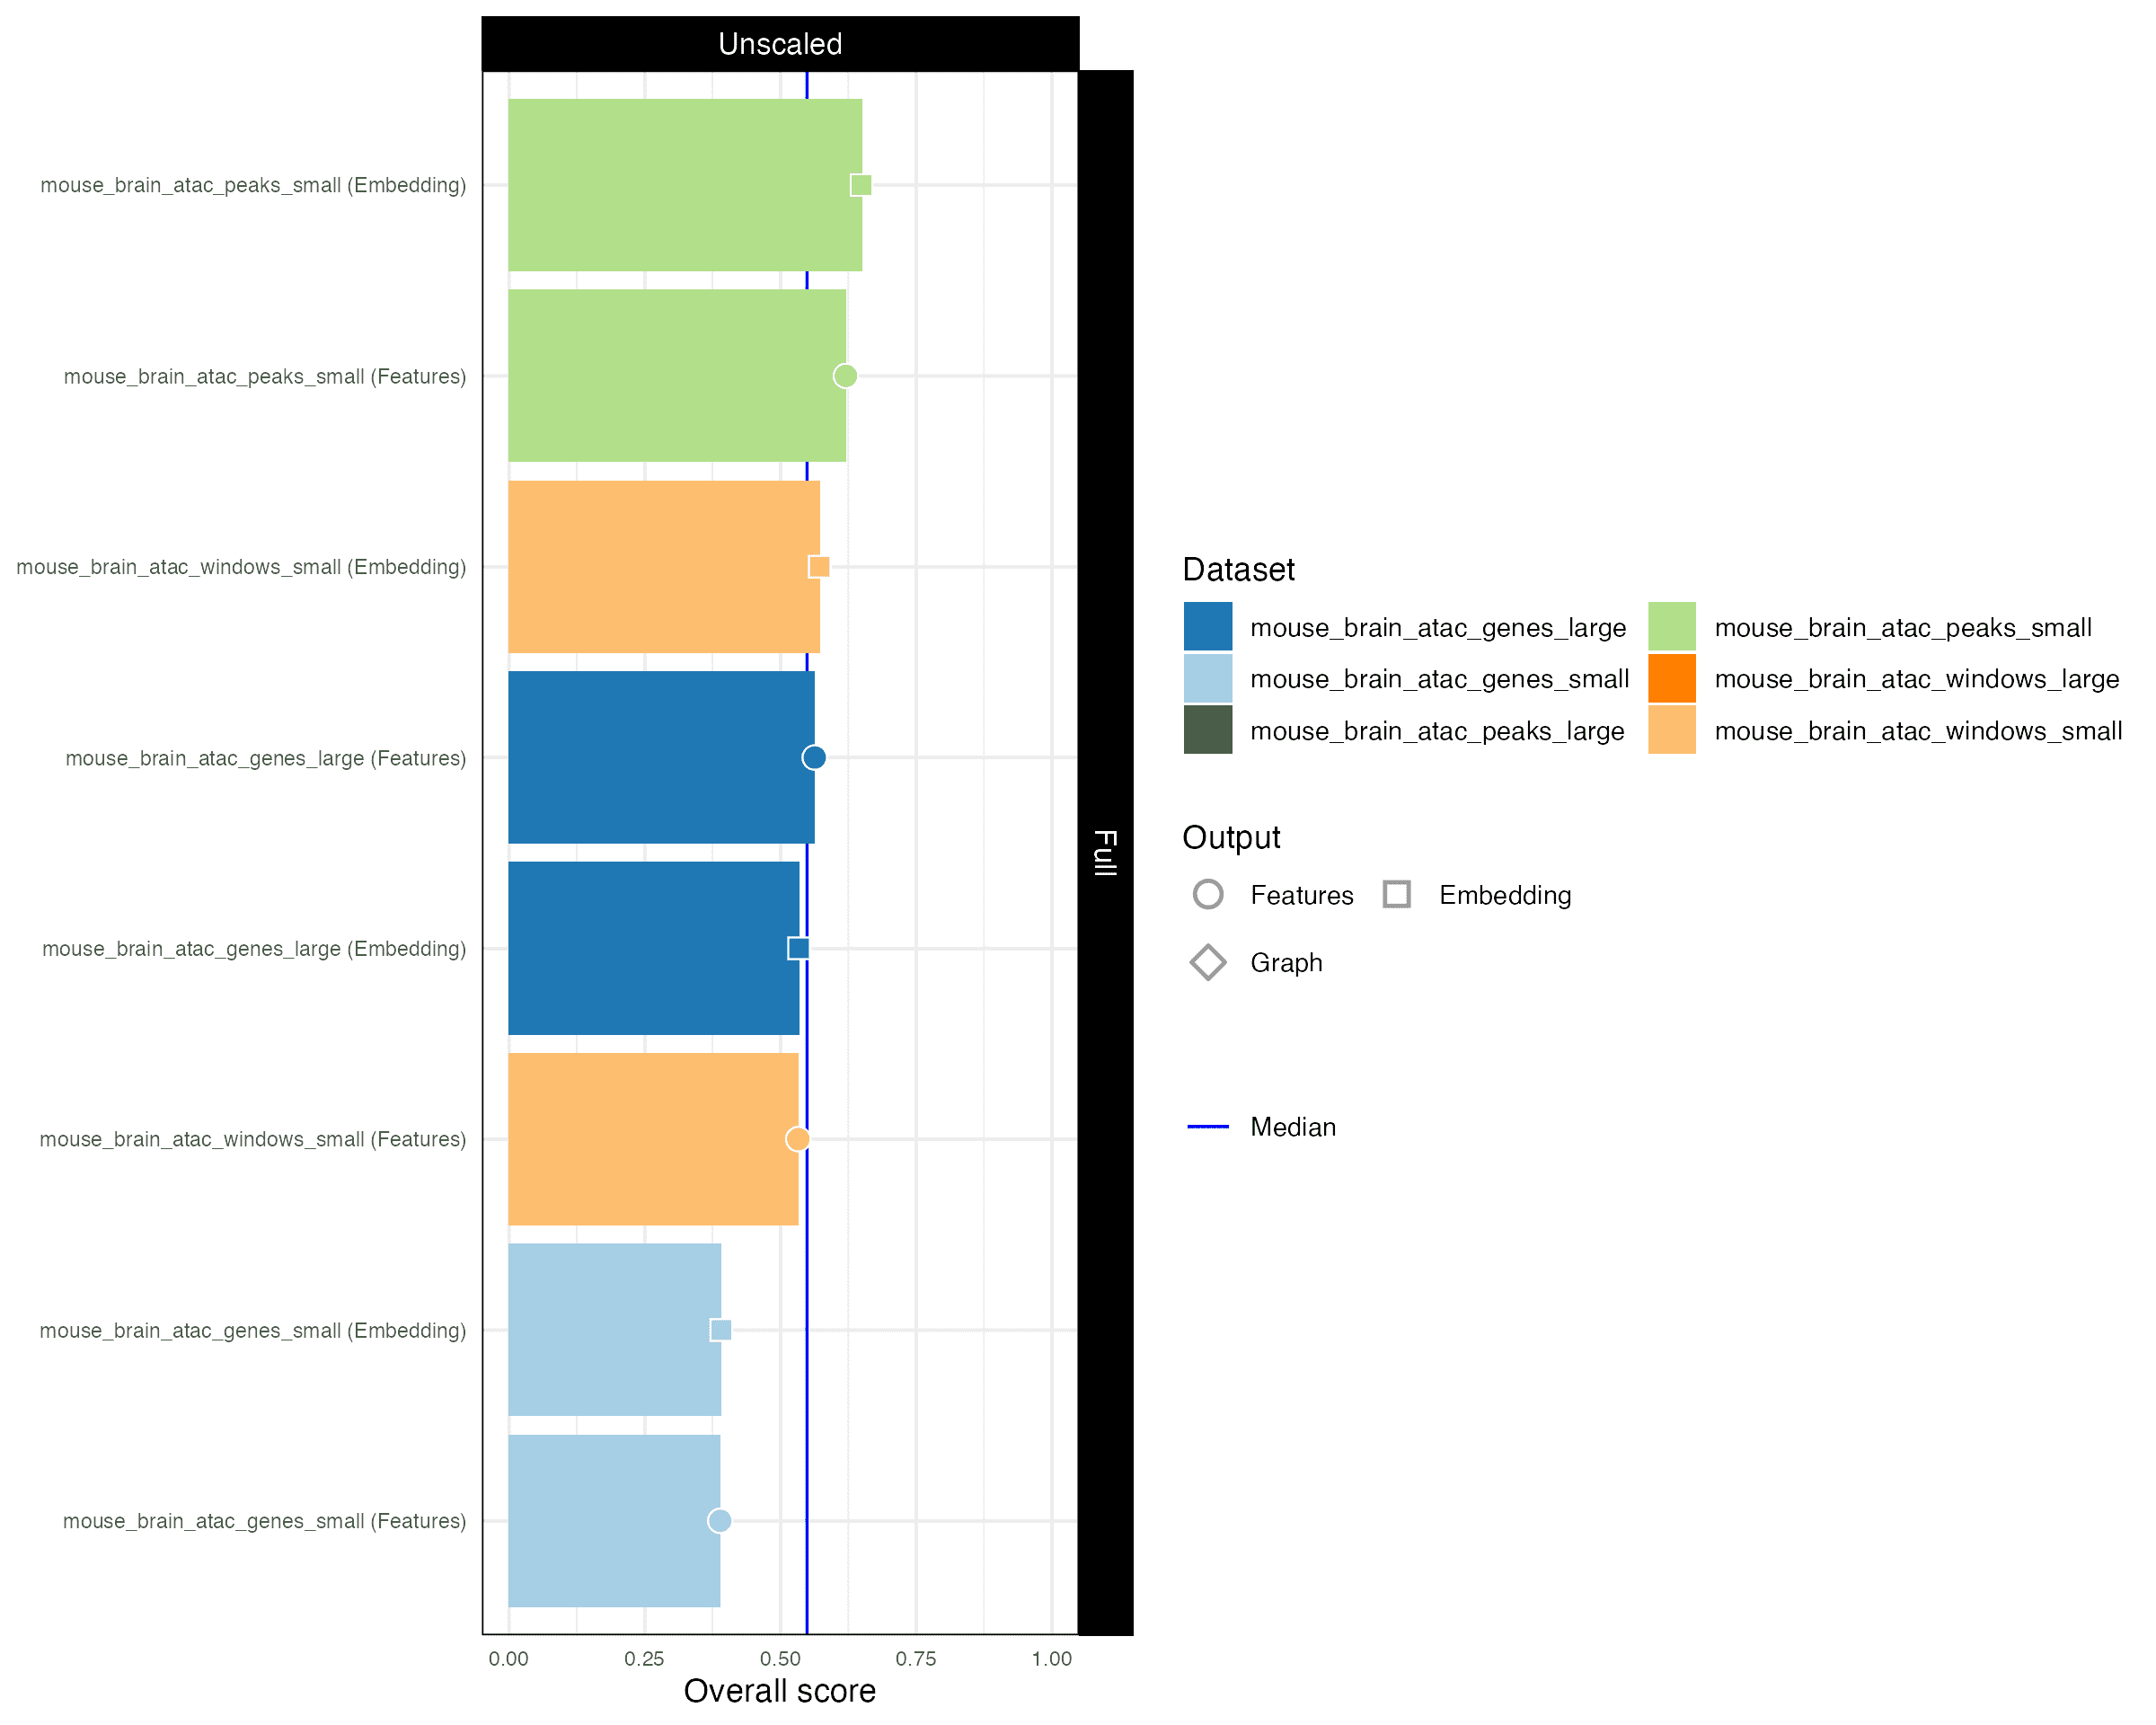 Unscaled
mouse_brain_atac_peaks_small (Embedding)
mouse_brain_atac_peaks_small (Features)
mouse_brain_atac_windows_small (Embedding)
mouse_brain_atac_genes_large (Features)
mouse_brain_atac_genes_large (Embedding)
mouse_brain_atac_windows_small (Features)
mouse_brain_atac_genes_small (Embedding)
mouse_brain_atac_genes_small (Features)
0.00 0.25 0.50 0.75 1.00
Overall score
Full
Dataset
mouse_brain_atac_genes_large mouse_brain_atac_peaks_small
mouse_brain_atac_genes_small mouse_brain_atac_windows_large
mouse_brain_atac_peaks_large mouse_brain_atac_windows_small
Output
Features Embedding
Graph
Median